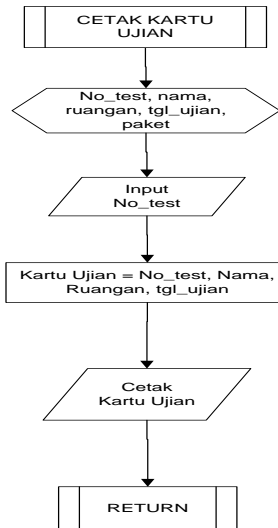 CETAK KARTU
UJIAN
No_test, nama,
ruangan, tgl_ujian,
paket
Input
No_test
Kartu Ujian = No_test, Nama,
Ruangan, tgl_ujian
Cetak
Kartu Ujian
RETURN